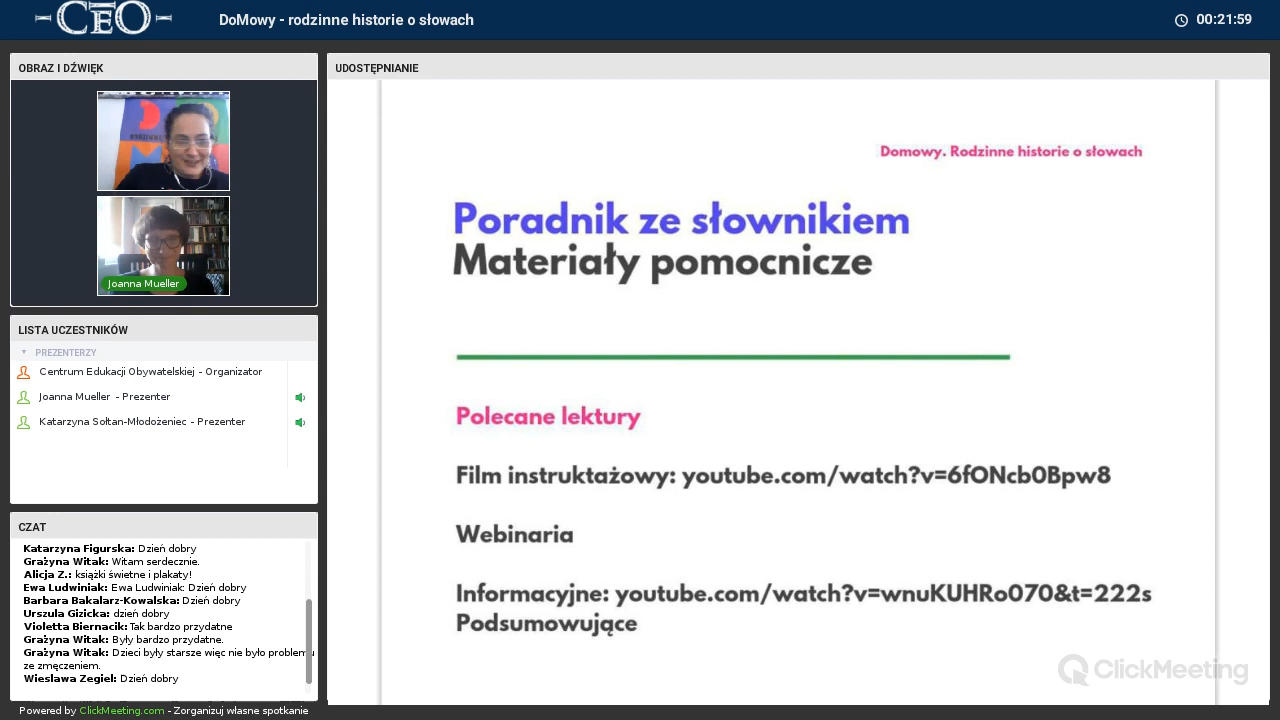 CEO
DoMowy - rodzinne historie o słowach
00:21:59
OBRAZ I DŹWIĘK
Joanna Mueller
LISTA UCZESTNIKÓW
PREZENTERZY
Centrum Edukacji Obywatelskiej - Organizator
Joanna Mueller - Prezenter
Katarzyna Sołtan-Młodożeniec - Prezenter
CZAT
Katarzyna Figurska: Dzień dobry
Grażyna Witak: Witam serdecznie.
Alicja Z.: książki świetne i plakaty!
Ewa Ludwiniak: Ewa Ludwiniak: Dzień dobry
Barbara Bakalarz-Kowalska: Dzień dobry
Urszula Gizicka: dzień dobry
Violetta Biernacik: Tak bardzo przydatne
Grażyna Witak: Były bardzo przydatne.
Grażyna Witak: Dzieci były starsze więc nie było problemu
ze zmęczeniem.
Wieslawa Zegiel: Dzień dobry
Powered by ClickMeeting.com - Zorganizuj własne spotkanie
UDOSTĘPNIANIE
Domowy. Rodzinne historie o słowach
Poradnik ze słownikiem
Materiały pomocnicze
Polecane lektury
Film instruktażowy: youtube.com/watch?v=6fONcb0Bpw8
Webinaria
Informacyjne: youtube.com/watch?v=wnuKUHRo070&t=222s
Podsumowujące
ClickMeeting